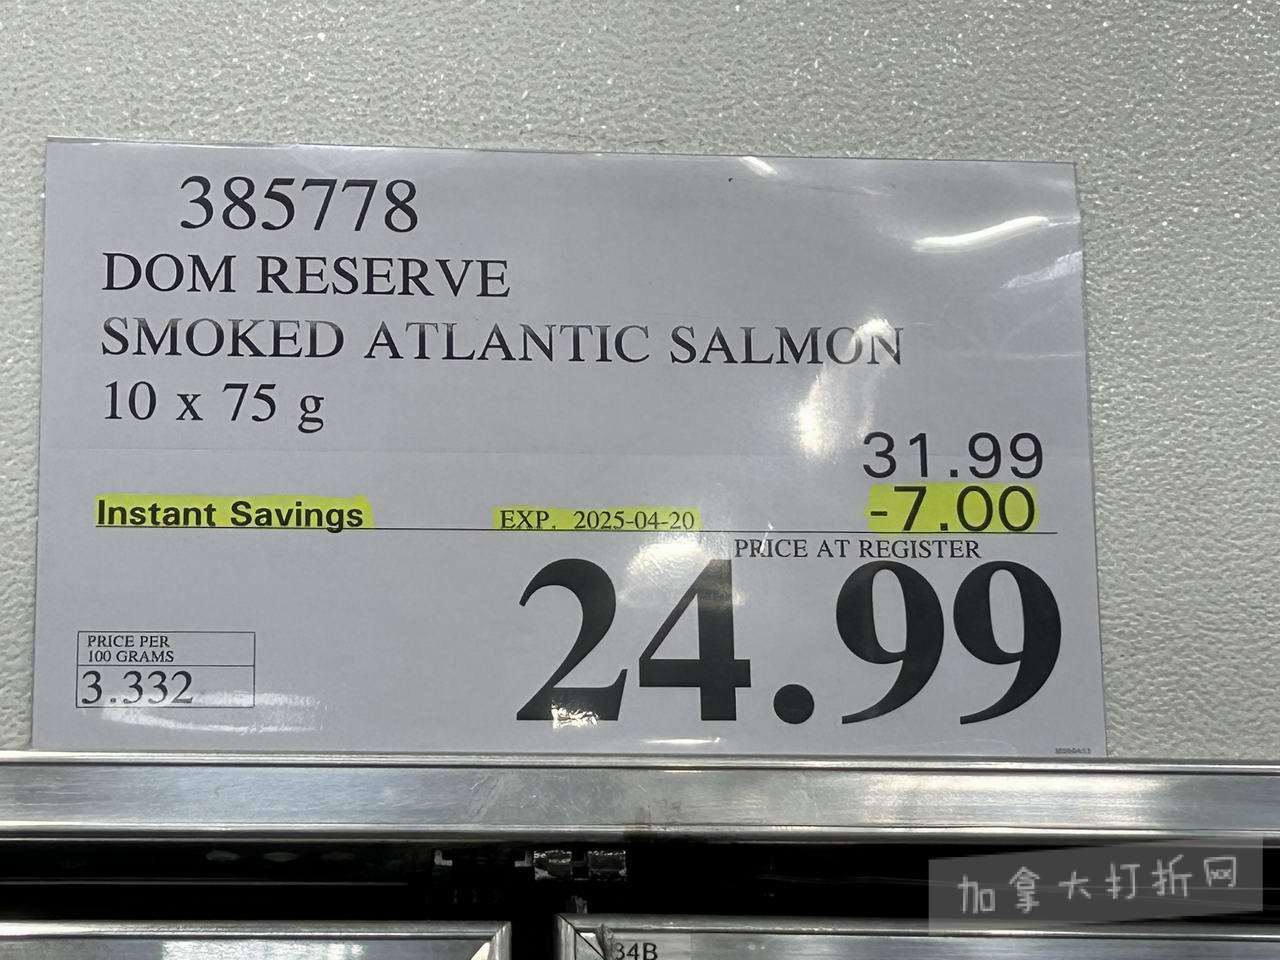 385778
DOM RESERVE
SMOKED ATLANTIC SALMON
10 x 75 g
31.99
Instant Savings EXP. 2025-04-20 -7.00
PRICE AT REGISTER
24.99
PRICE PER
100 GRAMS
3.332
加拿大打折网
34B